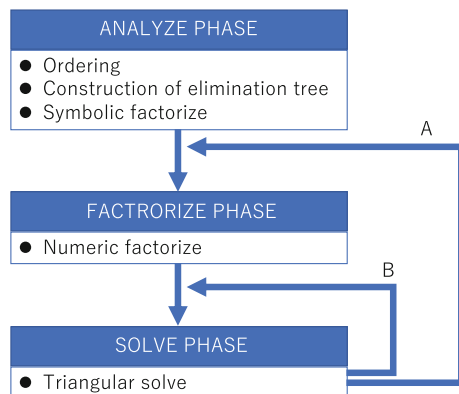 ANALYZE PHASE
● Ordering
● Construction of elimination tree
● Symbolic factorize
A
FACTRORIZE PHASE
● Numeric factorize
B
SOLVE PHASE
● Triangular solve